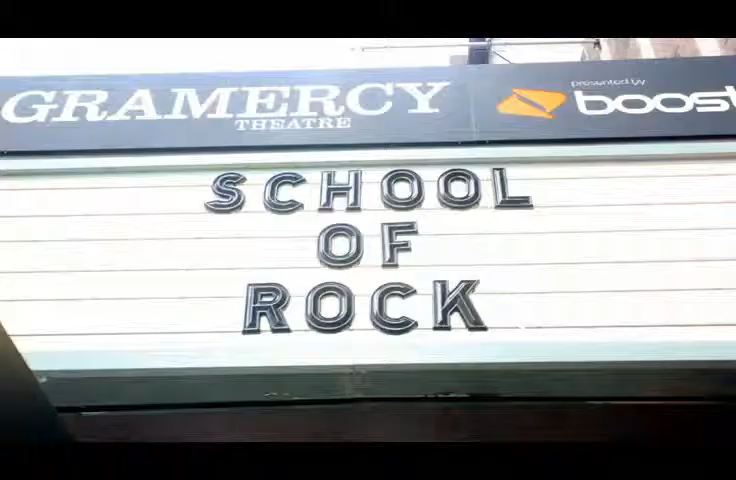 GRAMERCY
THEATRE
presented by
boost
SCHOOL
OF
ROCK